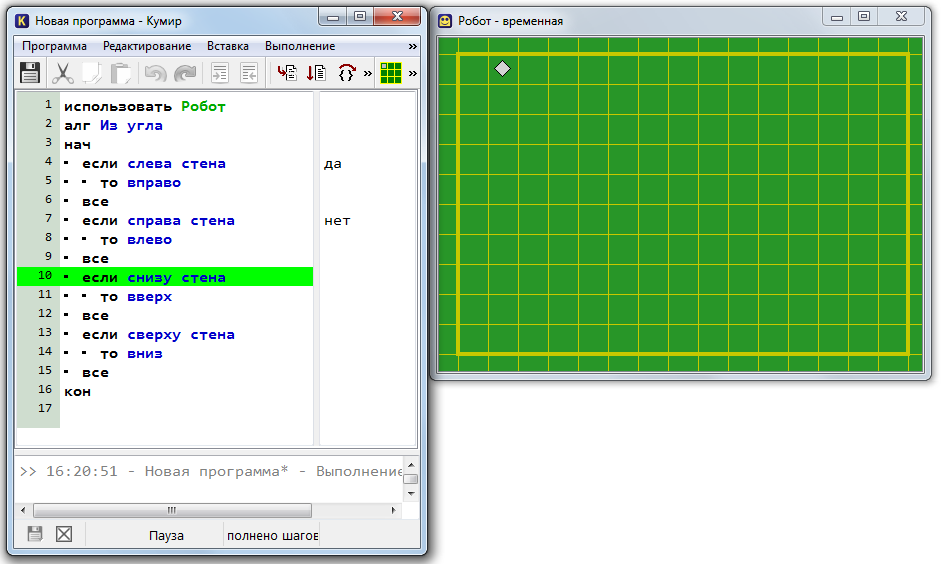 Новая программа - Кумир
Программа Редактирование Вставка Выполнение »
» »
1 использовать Робот
2 алг Из угла
3 нач
4 ▪ если слева стена да
5 ▪ ▪ то вправо
6 ▪ все
7 ▪ если справа стена нет
8 ▪ ▪ то влево
9 ▪ все
10 ▪ если снизу стена
11 ▪ ▪ то вверх
12 ▪ все
13 ▪ если сверху стена
14 ▪ ▪ то вниз
15 ▪ все
16 кон
17
>> 16:20:51 - Новая программа* - Выполнение
Пауза полнено шагов
Робот - временная